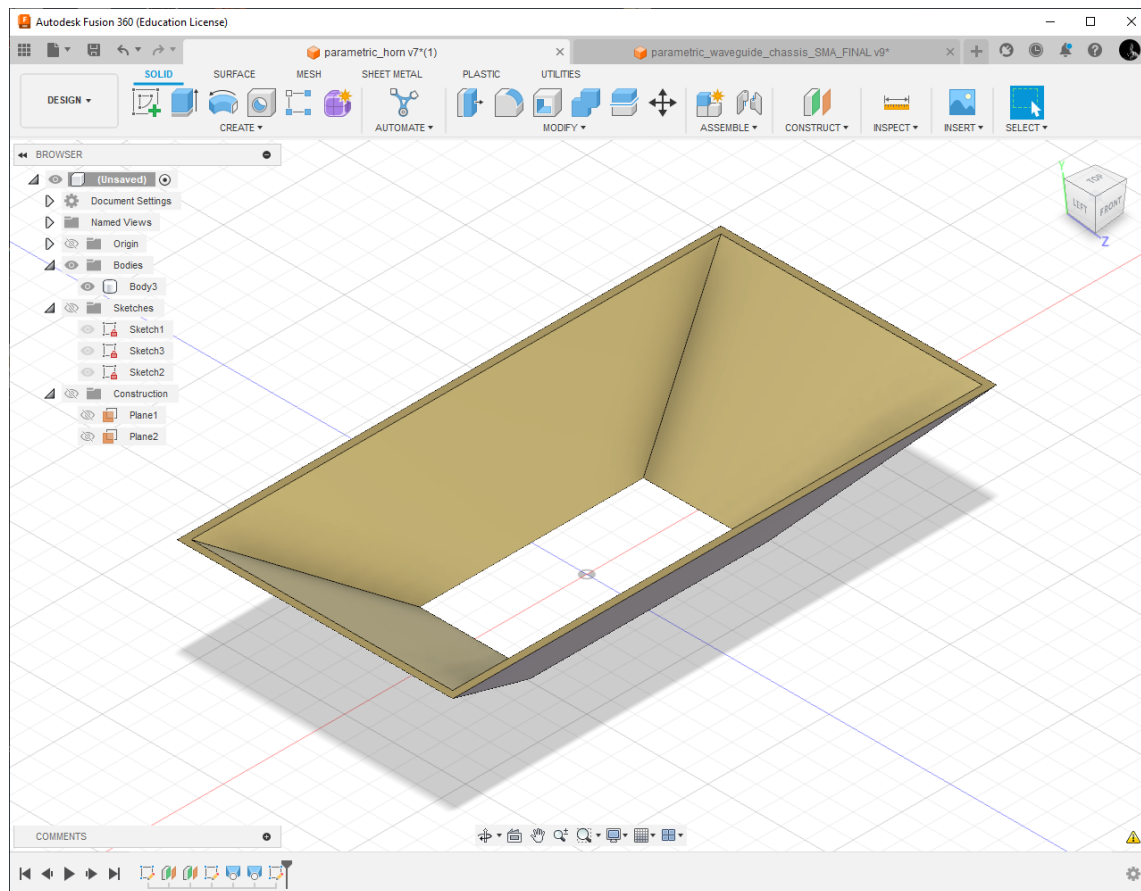 Autodesk Fusion 360 (Education License)
parametric_horn v7*(1)
parametric_waveguide_chassis_SMA_FINAL v9*
SOLID SURFACE MESH SHEET METAL PLASTIC UTILITIES
DESIGN
CREATE AUTOMATE MODIFY ASSEMBLE CONSTRUCT INSPECT INSERT SELECT
BROWSER
(Unsaved)
Document Settings
Named Views
Origin
Bodies
Body3
Sketches
Sketch1
Sketch3
Sketch2
Construction
Plane1
Plane2
Y
TOP
LEFT
FRONT
Z
COMMENTS